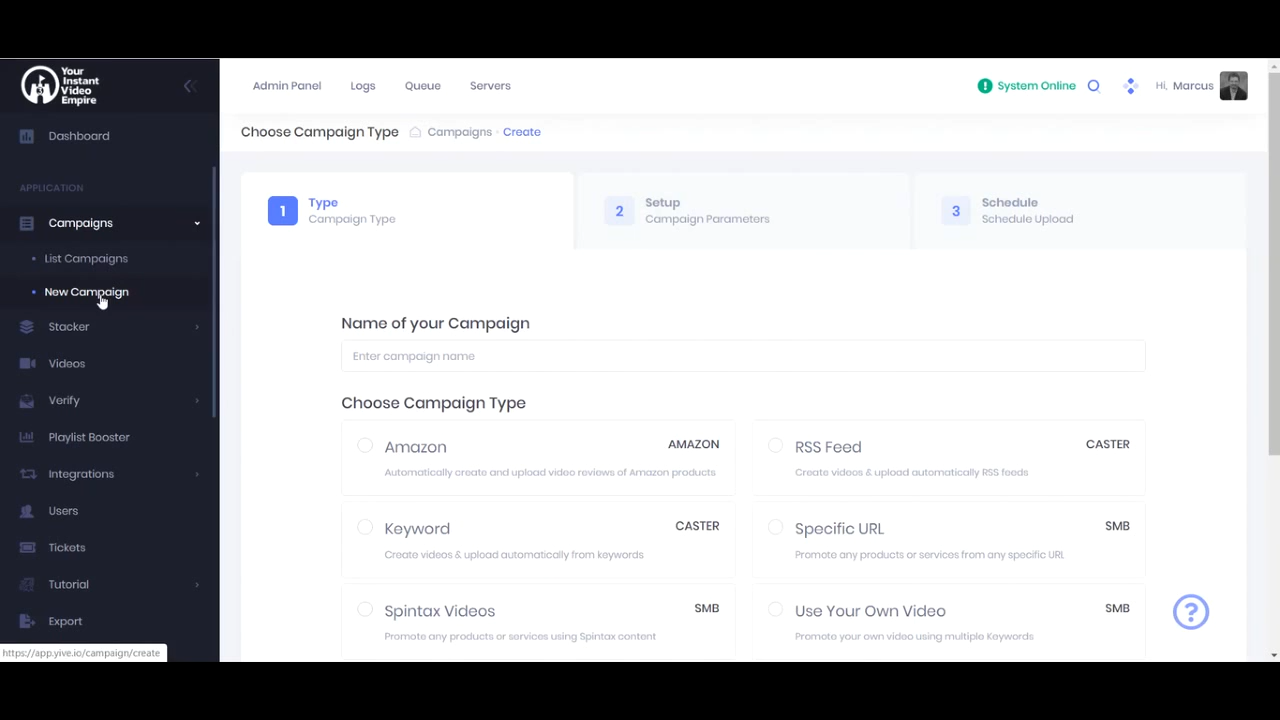 Your
Instant
Video
Empire
Admin Panel
Logs
Queue
Servers
System Online
Hi, Marcus
Dashboard
Choose Campaign Type
Campaigns
Create
APPLICATION
Campaigns
List Campaigns
New Campaign
Stacker
Videos
Verify
Playlist Booster
Integrations
Users
Tickets
Tutorial
Export
1
Type
Campaign Type
2
Setup
Campaign Parameters
3
Schedule
Schedule Upload
Name of your Campaign
Enter campaign name
Choose Campaign Type
Amazon
AMAZON
Automatically create and upload video reviews of Amazon products
RSS Feed
CASTER
Create videos & upload automatically RSS feeds
Keyword
CASTER
Create videos & upload automatically from keywords
Specific URL
SMB
Promote any products or services from any specific URL
Spintax Videos
SMB
Promote any products or services using Spintax content
Use Your Own Video
SMB
Promote your own video using multiple Keywords
?
https://app.yive.io/campaign/create